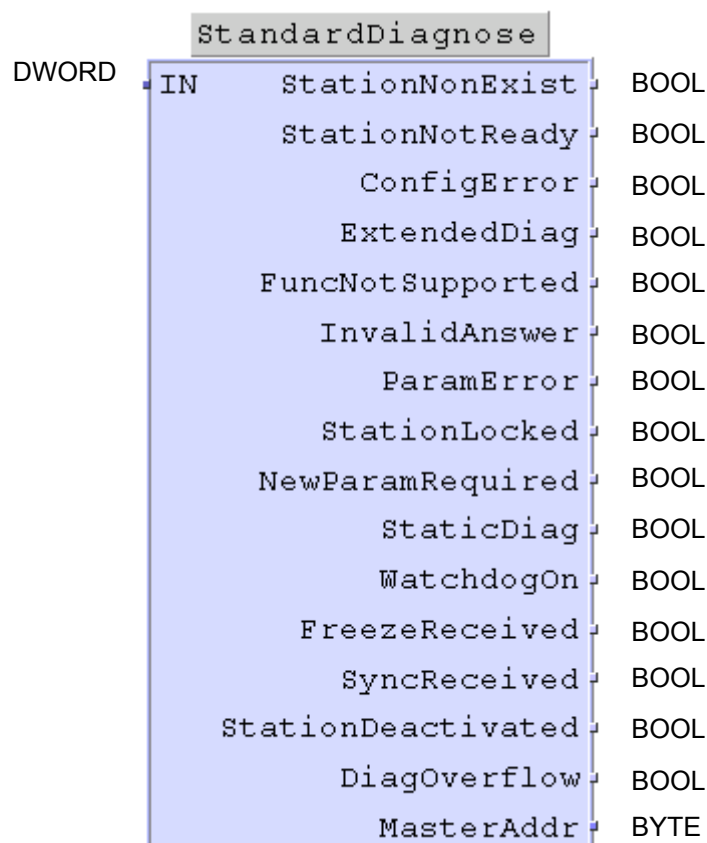 StandardDiagnose
DWORD IN StationNonExist BOOL
StationNotReady BOOL
ConfigError BOOL
ExtendedDiag BOOL
FuncNotSupported BOOL
InvalidAnswer BOOL
ParamError BOOL
StationLocked BOOL
NewParamRequired BOOL
StaticDiag BOOL
WatchdogOn BOOL
FreezeReceived BOOL
SyncReceived BOOL
StationDeactivated BOOL
DiagOverflow BOOL
MasterAddr BYTE